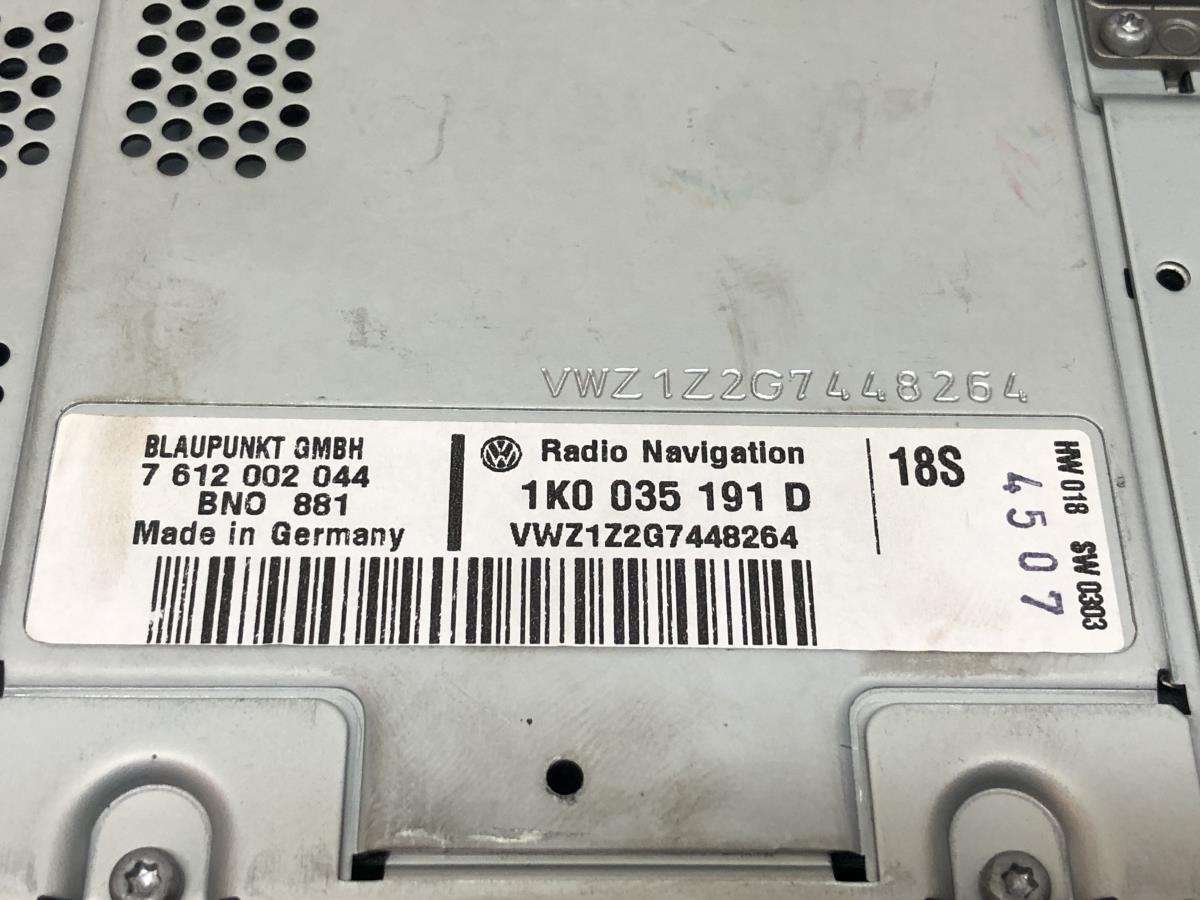 VWZ1Z2G7448264
BLAUPUNKT GMBH
7 612 002 044
BNO 881
Made in Germany
Radio Navigation
1K0 035 191 D
VWZ1Z2G7448264
18S
HW 018 SW 0303
4507